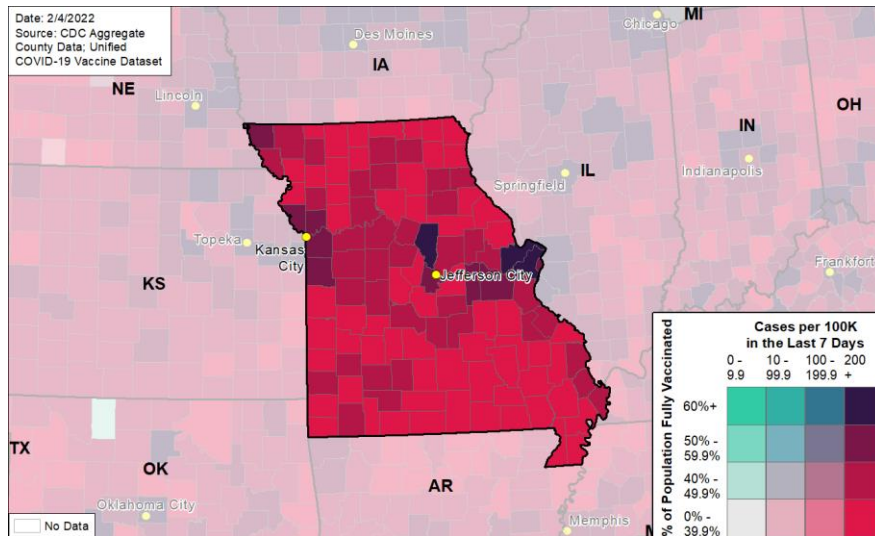 Date: 2/4/2022
Source: CDC Aggregate
County Data; Unified
COVID-19 Vaccine Dataset
Chicago
MI
Des Moines
IA
NE
Lincoln
OH
IN
IL
Indianapolis
Springfield
Topeka
Kansas
City
Jefferson City
Frankfort
KS
Cases per 100K
in the Last 7 Days
0 -
9.9
10 -
99.9
100 -
199.9
200
+
% of Population Fully Vaccinated
60%+
50% -
59.9%
40% -
49.9%
0% -
39.9%
TX
OK
AR
Oklahoma City
Memphis
No Data